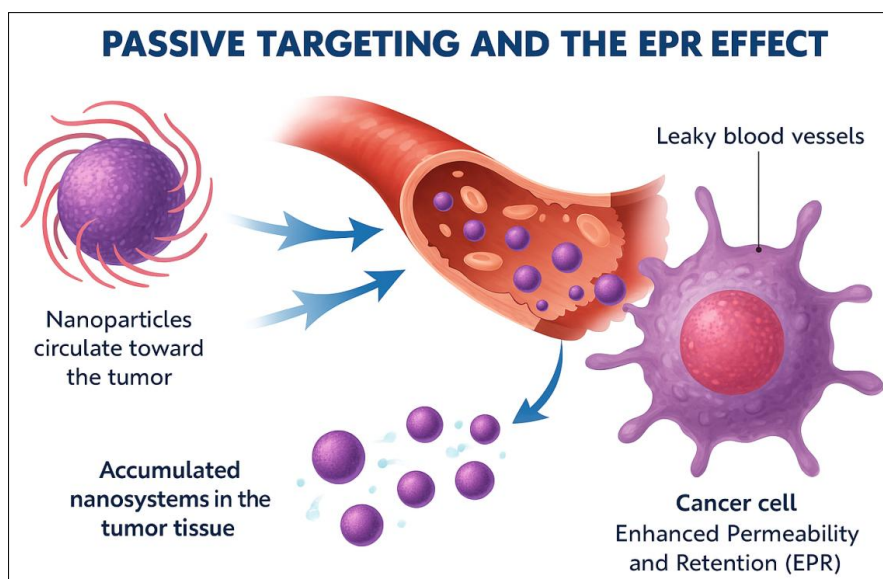 PASSIVE TARGETING AND THE EPR EFFECT
Leaky blood vessels
Nanoparticles
circulate toward
the tumor
Accumulated
nanosystems in the
tumor tissue
Cancer cell
Enhanced Permeability
and Retention (EPR)